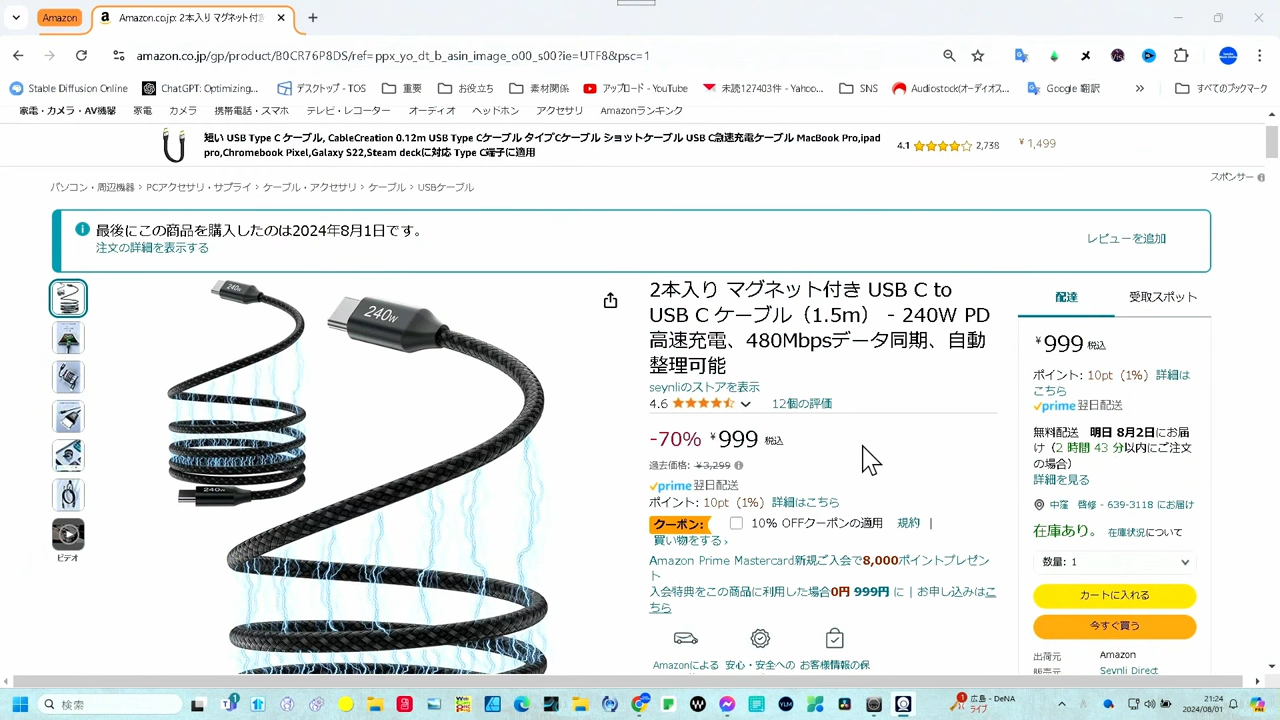 Amazon
Amazon.co.jp: 2本入り マグネット付き
amazon.co.jp/gp/product/B0CR76P8DS/ref=ppx_yo_dt_b_asin_image_o00_s00?ie=UTF8&psc=1
Stable Diffusion Online
ChatGPT: Optimizing...
デスクトップ - TOS
重要
お役立ち
素材関係
アップロード - YouTube
未読127403件 - Yahoo...
SNS
Audiostock(オーディオス...
Google 翻訳
»
すべてのブックマーク
家電・カメラ・AV機器 家電 カメラ 携帯電話・スマホ テレビ・レコーダー オーディオ ヘッドホン アクセサリ Amazonランキング
短い USB Type C ケーブル, CableCreation 0.12m USB Type Cケーブル タイプCケーブル ショットケーブル USB C急速充電ケーブル MacBook Pro,ipad
pro,Chromebook Pixel,Galaxy S22,Steam deckに対応 Type C端子に適用
4.1 2,738 ¥1,499
スポンサー
パソコン・周辺機器 › PCアクセサリ・サプライ › ケーブル・アクセサリ › ケーブル › USBケーブル
最後にこの商品を購入したのは2024年8月1日です。
注文の詳細を表示する
レビューを追加
240W
240W
240W
ビデオ
2本入り マグネット付き USB C to
USB C ケーブル（1.5m） - 240W PD
高速充電、480Mbpsデータ同期、自動
整理可能
seynliのストアを表示
4.6 12個の評価
-70% ¥999 税込
過去価格: ¥3,299
prime 翌日配送
ポイント: 10pt (1%) 詳細はこちら
クーポン: 10% OFFクーポンの適用 規約 |
買い物をする ›
Amazon Prime Mastercard新規ご入会で8,000ポイントプレゼン
ト
入会特典をこの商品に利用した場合0円 999円 に | お申し込みはこ
ちら
Amazonによる 安心・安全への お客様情報の保
配達
受取スポット
¥999 税込
ポイント: 10pt (1%) 詳細は
こちら
prime 翌日配送
無料配送 明日 8月2日にお届
け（2 時間 43 分以内にご注文
の場合）
詳細を見る
中窪 啓修 - 639-3118 にお届け
在庫あり。 在庫状況について
数量: 1
カートに入れる
今すぐ買う
出荷元 Amazon
販売元 Seynli Direct
検索
広島 - DeNA
ライブ
21:24
2024/08/01